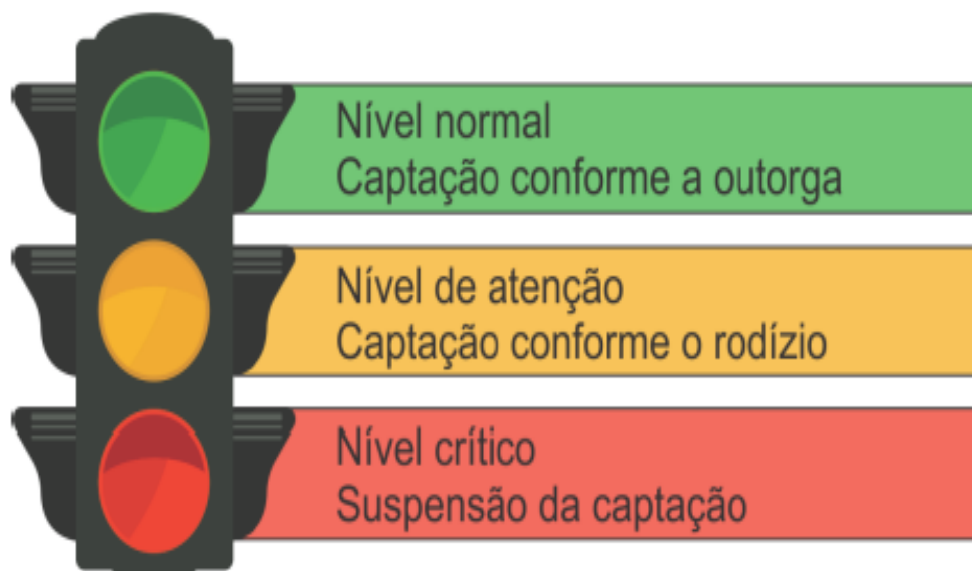 Nível normal
Captação conforme a outorga
Nível de atenção
Captação conforme o rodízio
Nível crítico
Suspensão da captação